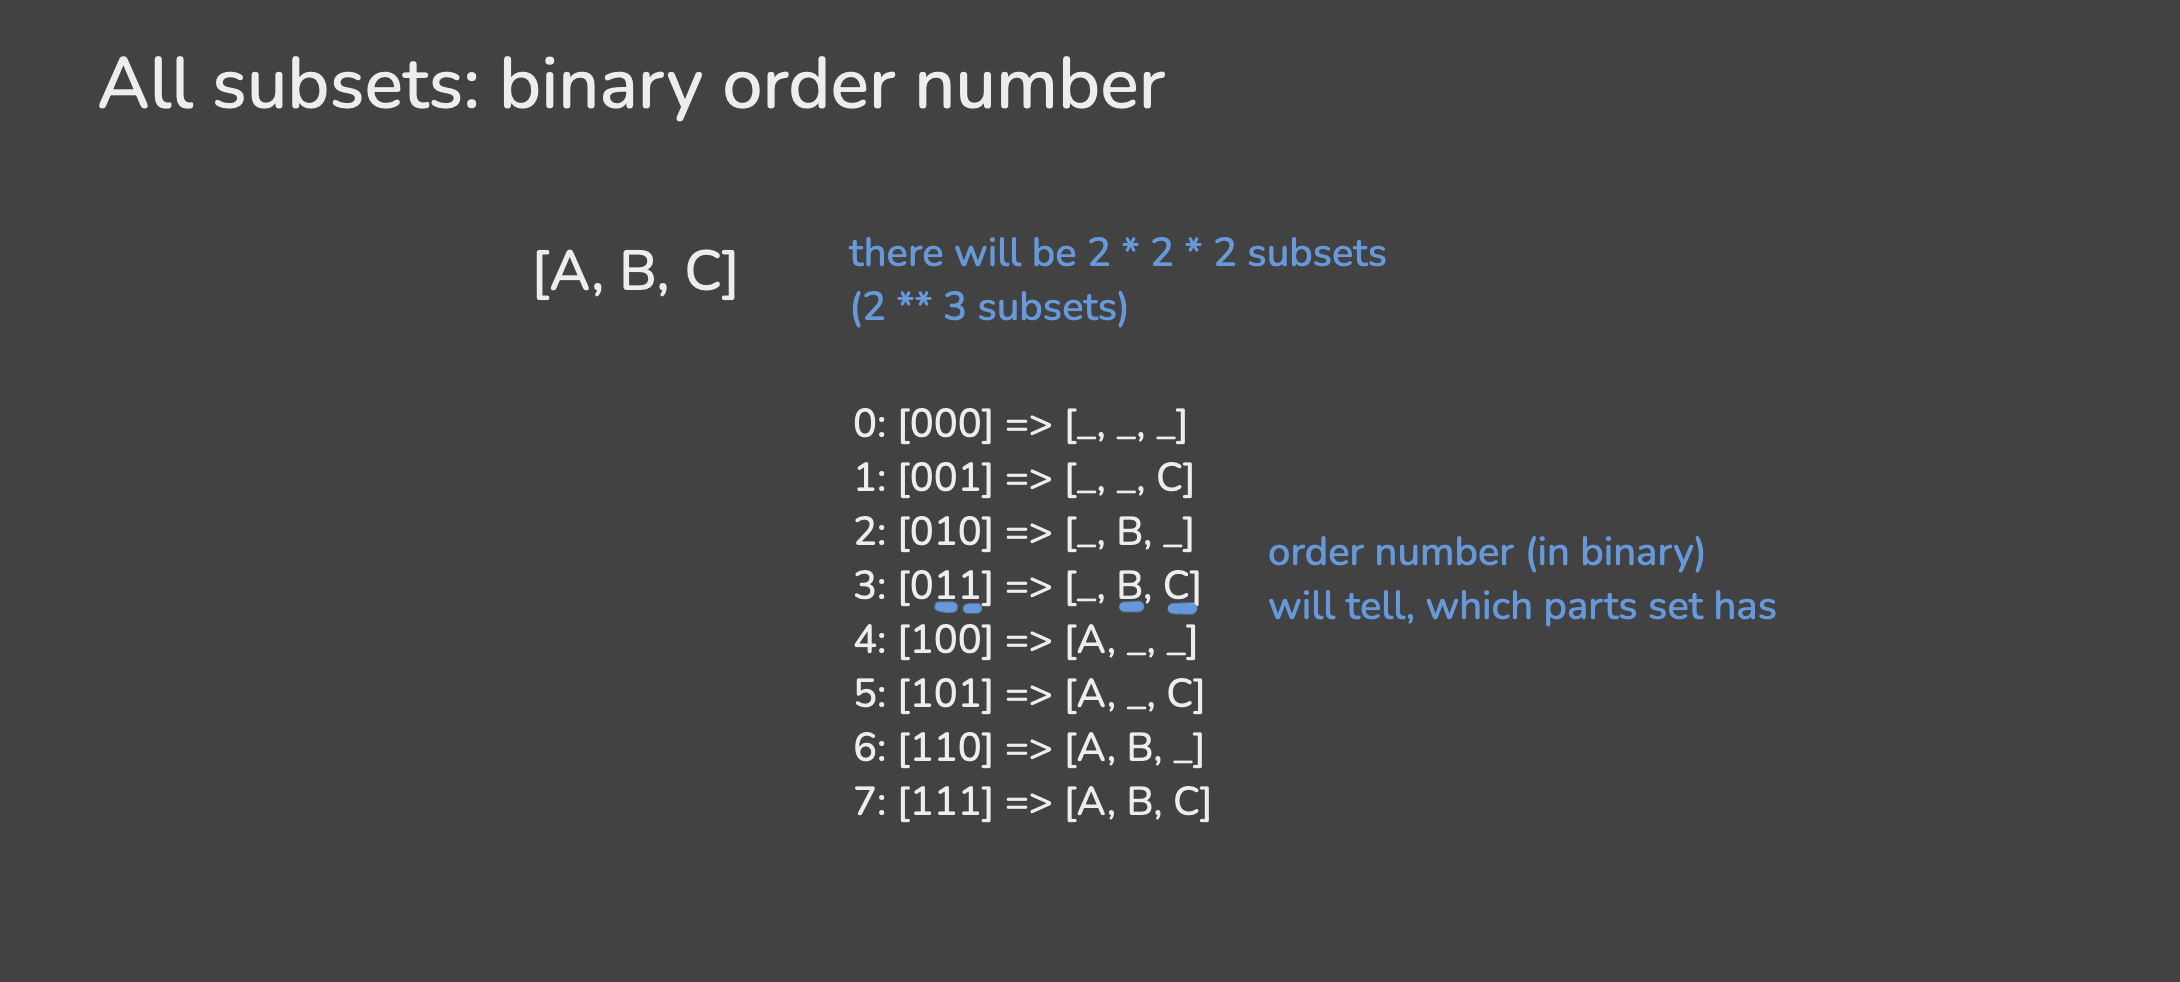 All subsets: binary order number
[A, B, C]
there will be 2 * 2 * 2 subsets
(2 ** 3 subsets)
0: [000] => [_, _, _]
1: [001] => [_, _, C]
2: [010] => [_, B, _]
3: [011] => [_, B, C]
4: [100] => [A, _, _]
5: [101] => [A, _, C]
6: [110] => [A, B, _]
7: [111] => [A, B, C]
order number (in binary)
will tell, which parts set has